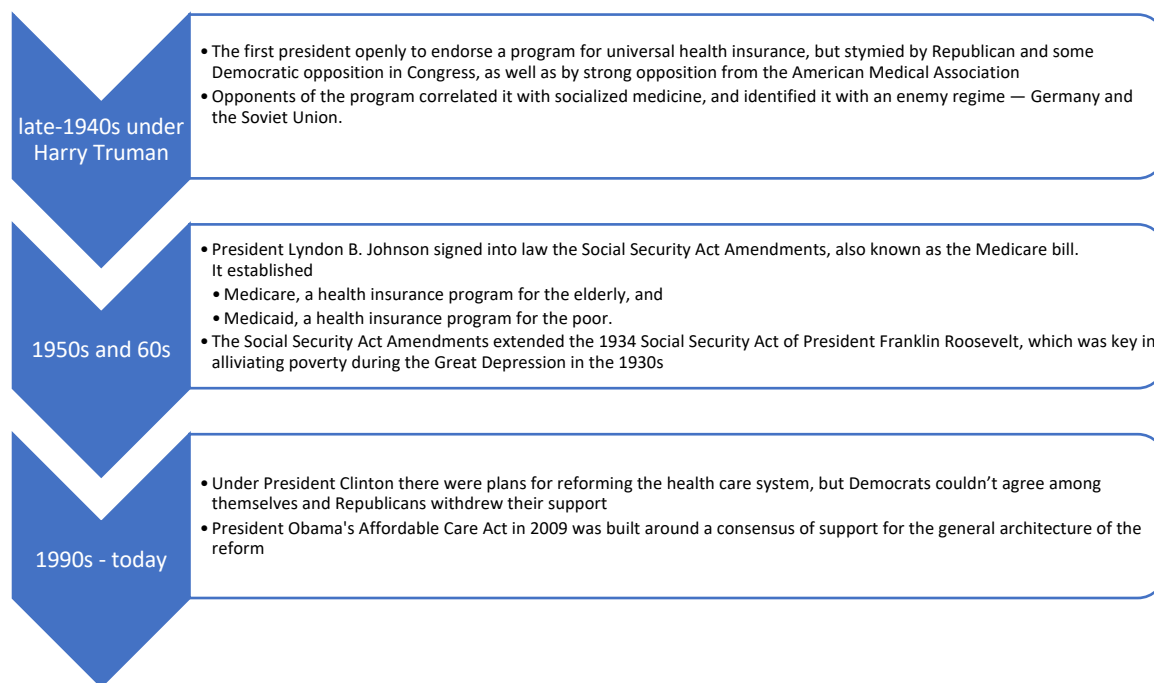 late-1940s under
Harry Truman
• The first president openly to endorse a program for universal health insurance, but stymied by Republican and some
Democratic opposition in Congress, as well as by strong opposition from the American Medical Association
• Opponents of the program correlated it with socialized medicine, and identified it with an enemy regime — Germany and
the Soviet Union.
1950s and 60s
• President Lyndon B. Johnson signed into law the Social Security Act Amendments, also known as the Medicare bill.
It established
• Medicare, a health insurance program for the elderly, and
• Medicaid, a health insurance program for the poor.
• The Social Security Act Amendments extended the 1934 Social Security Act of President Franklin Roosevelt, which was key in
alliviating poverty during the Great Depression in the 1930s
1990s - today
• Under President Clinton there were plans for reforming the health care system, but Democrats couldn’t agree among
themselves and Republicans withdrew their support
• President Obama's Affordable Care Act in 2009 was built around a consensus of support for the general architecture of the
reform